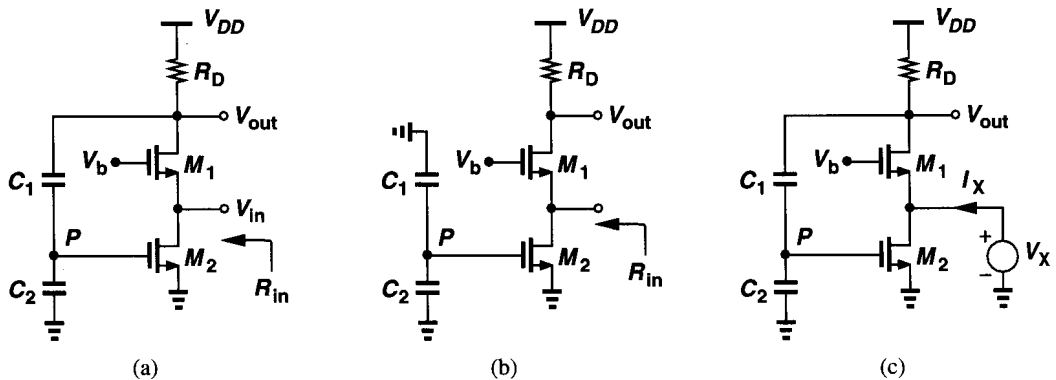 V_DD
R_D
V_out
V_b
M_1
C_1
V_in
P
M_2
C_2
R_in
(a)
V_DD
R_D
V_out
V_b
M_1
C_1
P
M_2
C_2
R_in
(b)
V_DD
R_D
V_out
V_b
M_1
C_1
I_X
P
+
M_2
V_X
−
C_2
(c)